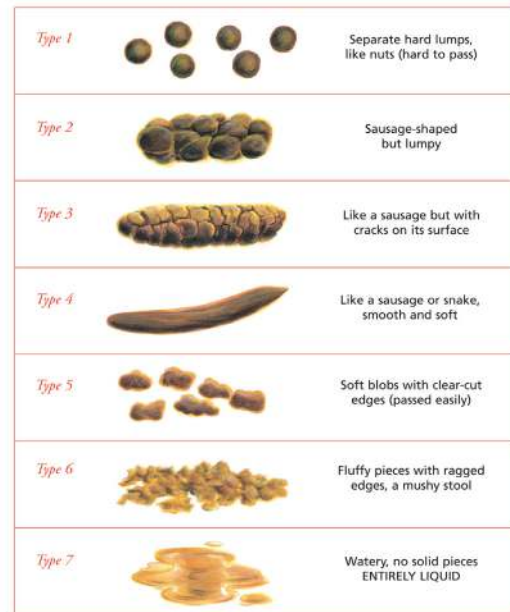 Type 1
Separate hard lumps,
like nuts (hard to pass)
Type 2
Sausage-shaped
but lumpy
Type 3
Like a sausage but with
cracks on its surface
Type 4
Like a sausage or snake,
smooth and soft
Type 5
Soft blobs with clear-cut
edges (passed easily)
Type 6
Fluffy pieces with ragged
edges, a mushy stool
Type 7
Watery, no solid pieces
ENTIRELY LIQUID